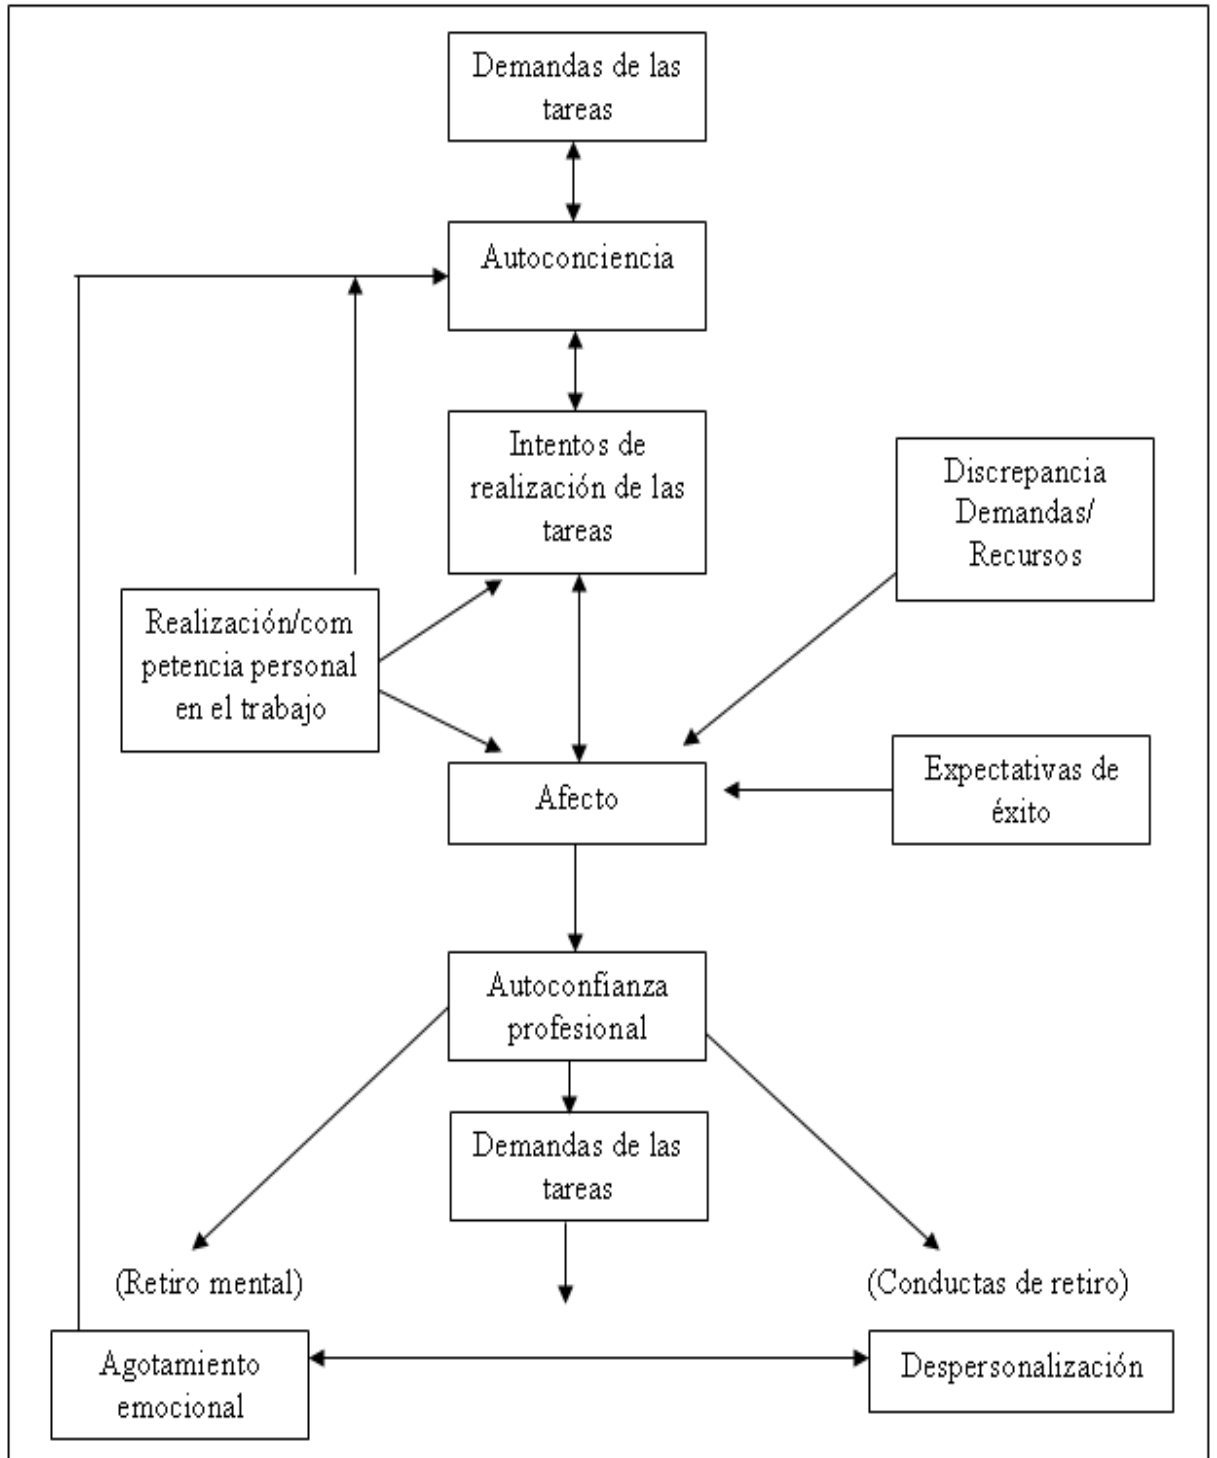 Demandas de las
tareas
Autoconciencia
Intentos de
realización de las
tareas
Discrepancia
Demandas/
Recursos
Realización/com
petencia personal
en el trabajo
Afecto
Expectativas de
éxito
Autoconfianza
profesional
Demandas de las
tareas
(Retiro mental)
(Conductas de retiro)
Agotamiento
emocional
Despersonalización